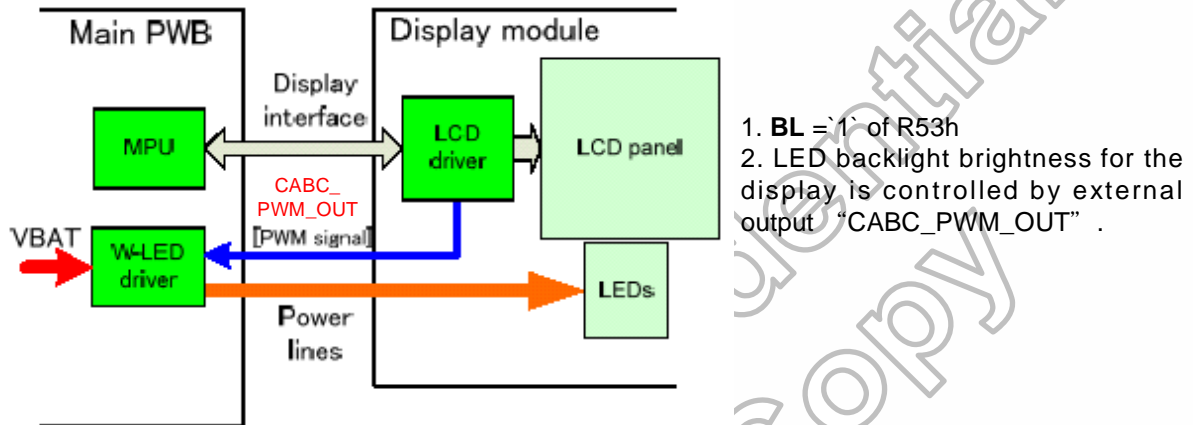 Main PWB
Display module
Display
interface
MPU
LCD
driver
LCD panel
CABC_
PWM_OUT
[PWM signal]
VBAT
W-LED
driver
LEDs
Power
lines
1. BL =`1` of R53h
2. LED backlight brightness for the
display is controlled by external
output “CABC_PWM_OUT” .
Copy